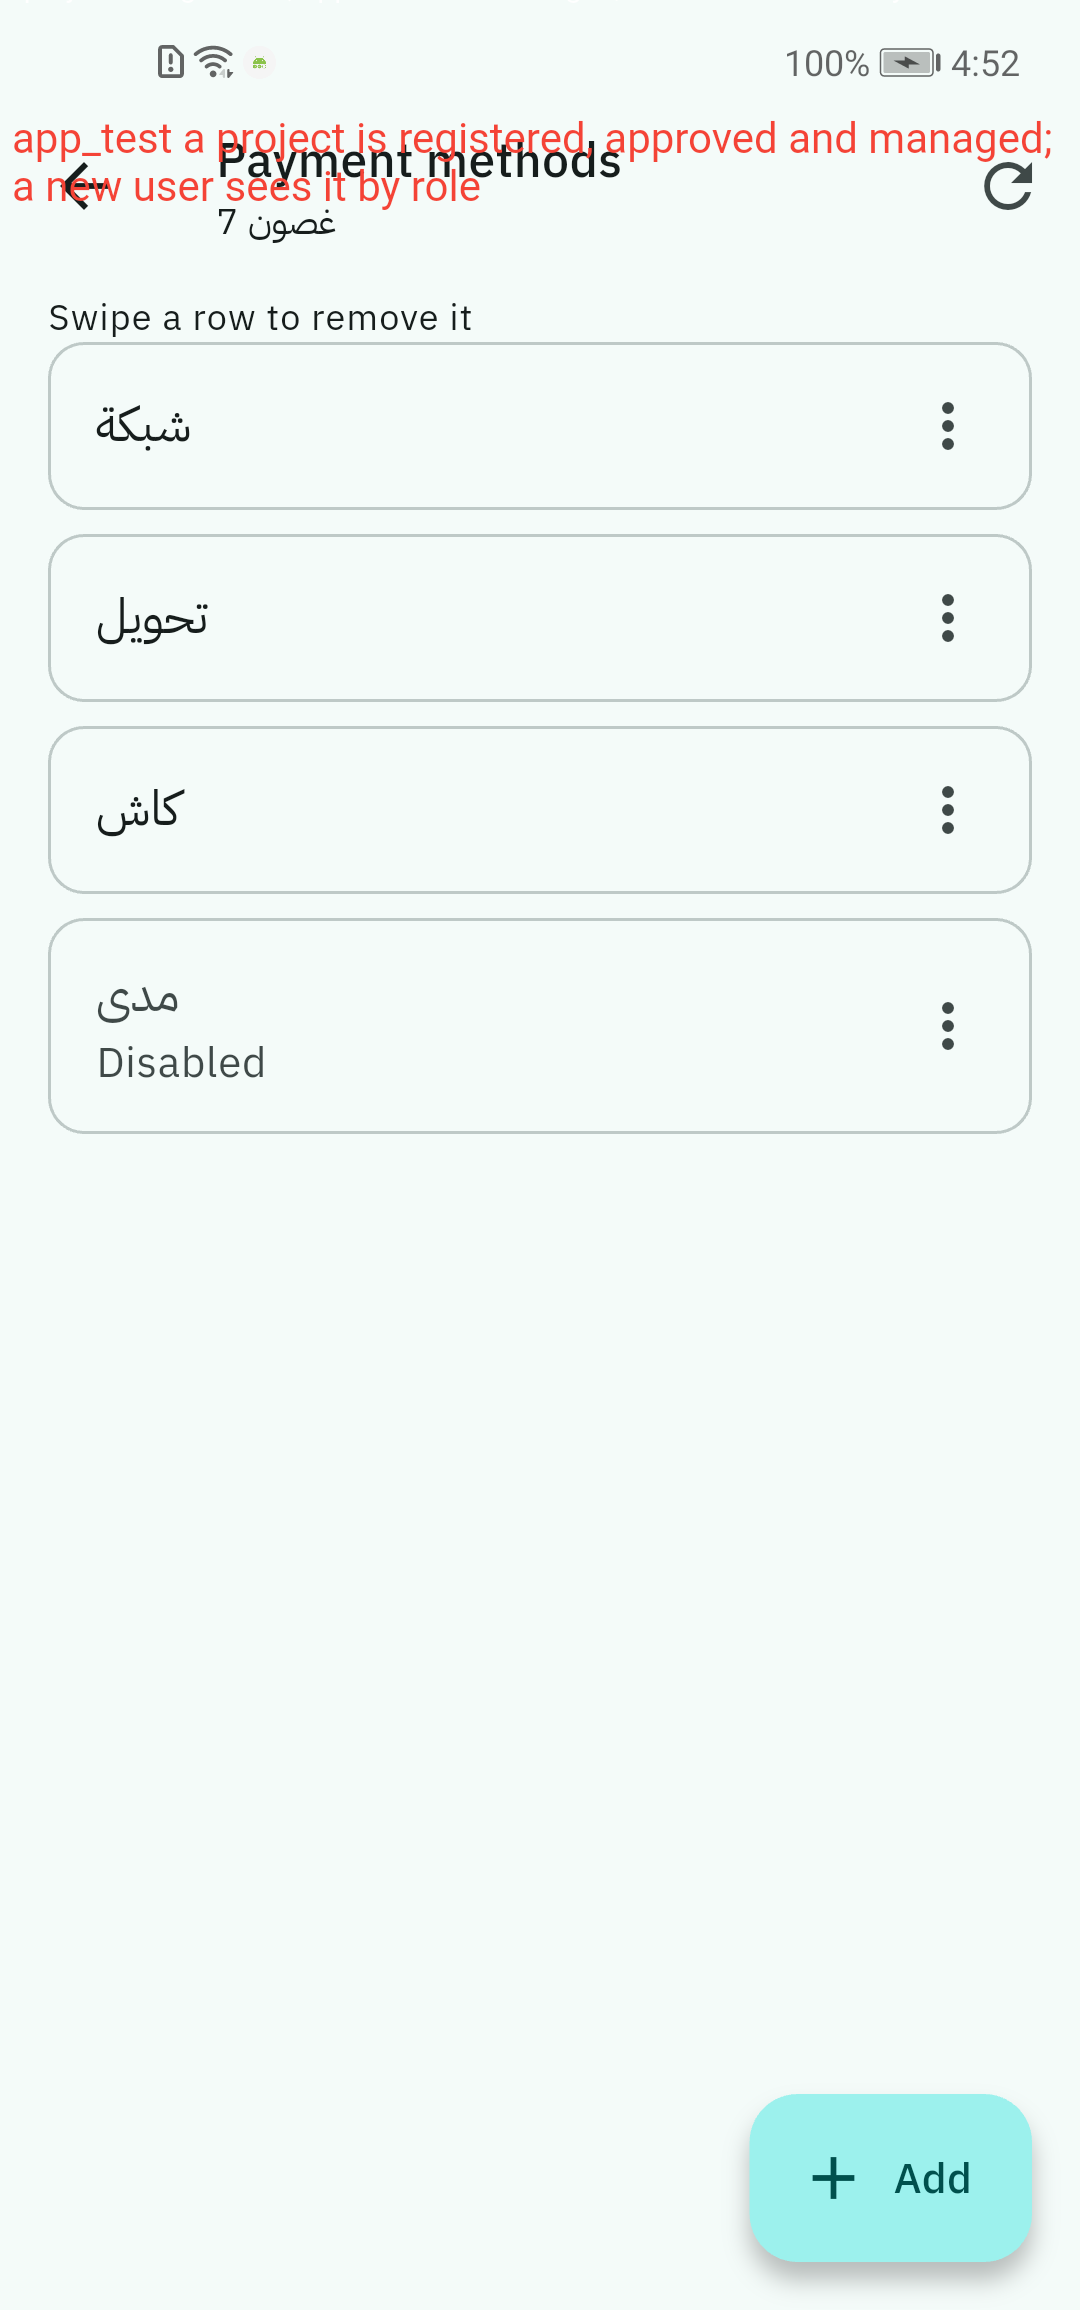 100% 4:52
app_test a project is registered, approved and managed;
a new user sees it by role
Payment methods
غصون 7
Swipe a row to remove it
شبكة
تحويل
كاش
مدى
Disabled
Add